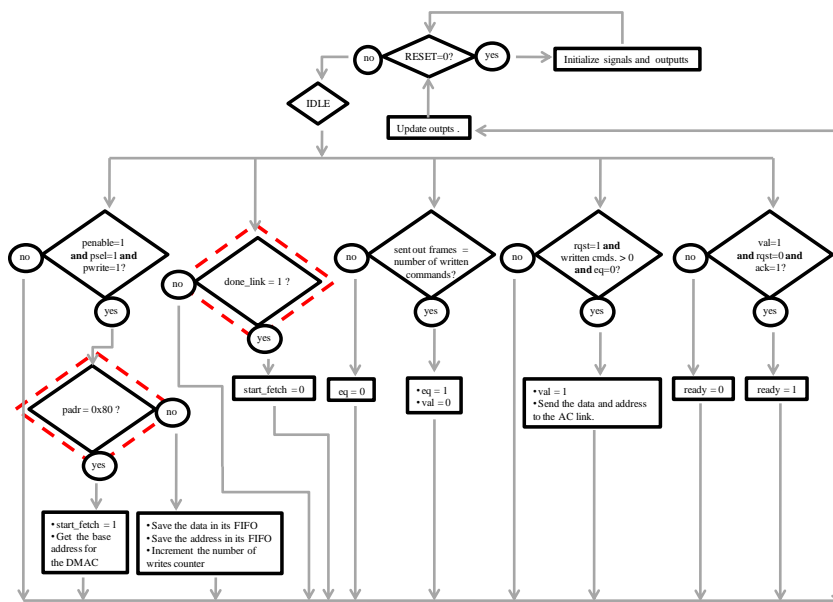 no
RESET=0?
yes
Initialize signals and outputts
IDLE
Update outpts .
penable=1
and psel=1 and
pwrite=1?
no
yes
done_link = 1 ?
no
yes
sent out frames =
number of written
commands?
no
yes
rqst=1 and
written cmds. > 0
and eq=0?
no
yes
val=1
and rqst=0 and
ack=1?
no
yes
padr = 0x80 ?
no
yes
start_fetch = 0
eq = 0
• eq = 1
• val = 0
• val = 1
• Send the data and address
to the AC link.
ready = 0
ready = 1
• start_fetch = 1
• Get the base
address for
the DMAC
• Save the data in its FIFO
• Save the address in its FIFO
• Increment the number of
writes counter